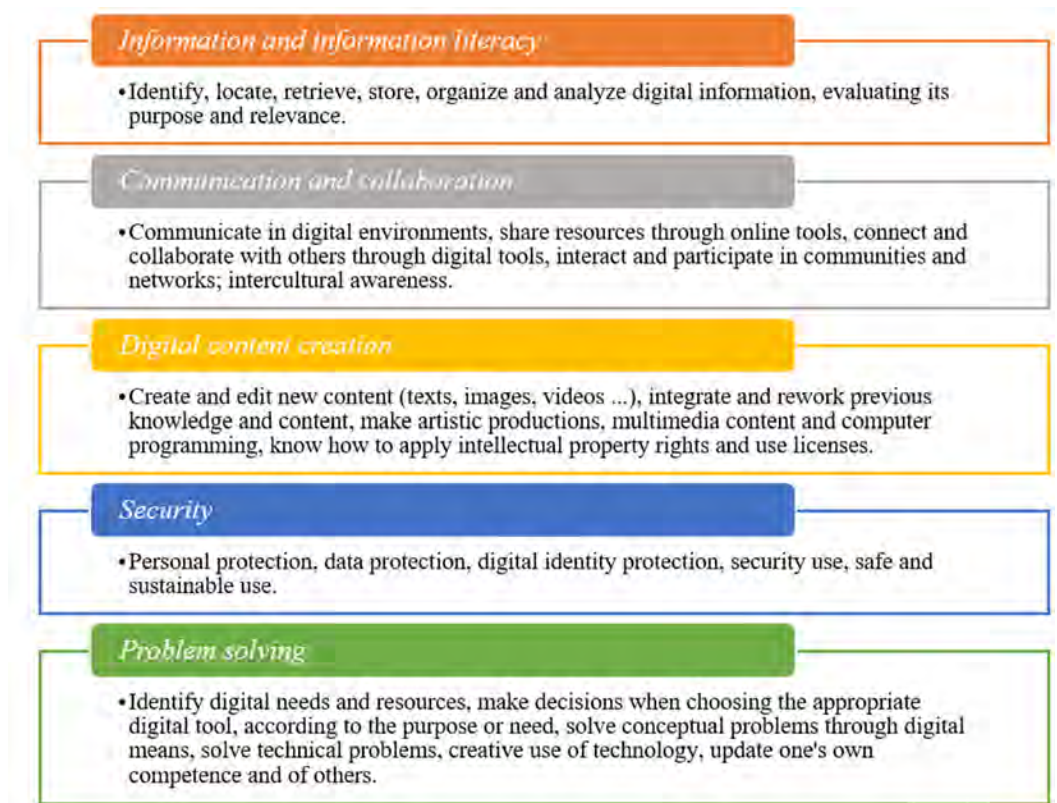 Information and information literacy
•Identify, locate, retrieve, store, organize and analyze digital information, evaluating its
purpose and relevance.
Communication and collaboration
•Communicate in digital environments, share resources through online tools, connect and
collaborate with others through digital tools, interact and participate in communities and
networks; intercultural awareness.
Digital content creation
•Create and edit new content (texts, images, videos ...), integrate and rework previous
knowledge and content, make artistic productions, multimedia content and computer
programming, know how to apply intellectual property rights and use licenses.
Security
•Personal protection, data protection, digital identity protection, security use, safe and
sustainable use.
Problem solving
•Identify digital needs and resources, make decisions when choosing the appropriate
digital tool, according to the purpose or need, solve conceptual problems through digital
means, solve technical problems, creative use of technology, update one's own
competence and of others.